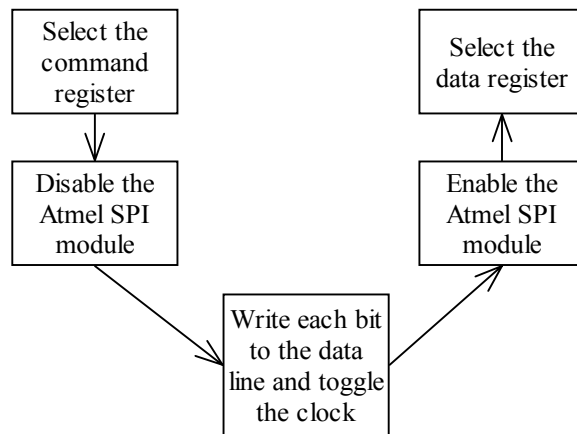 Select the
command
register
Disable the
Atmel SPI
module
Write each bit
to the data
line and toggle
the clock
Enable the
Atmel SPI
module
Select the
data register